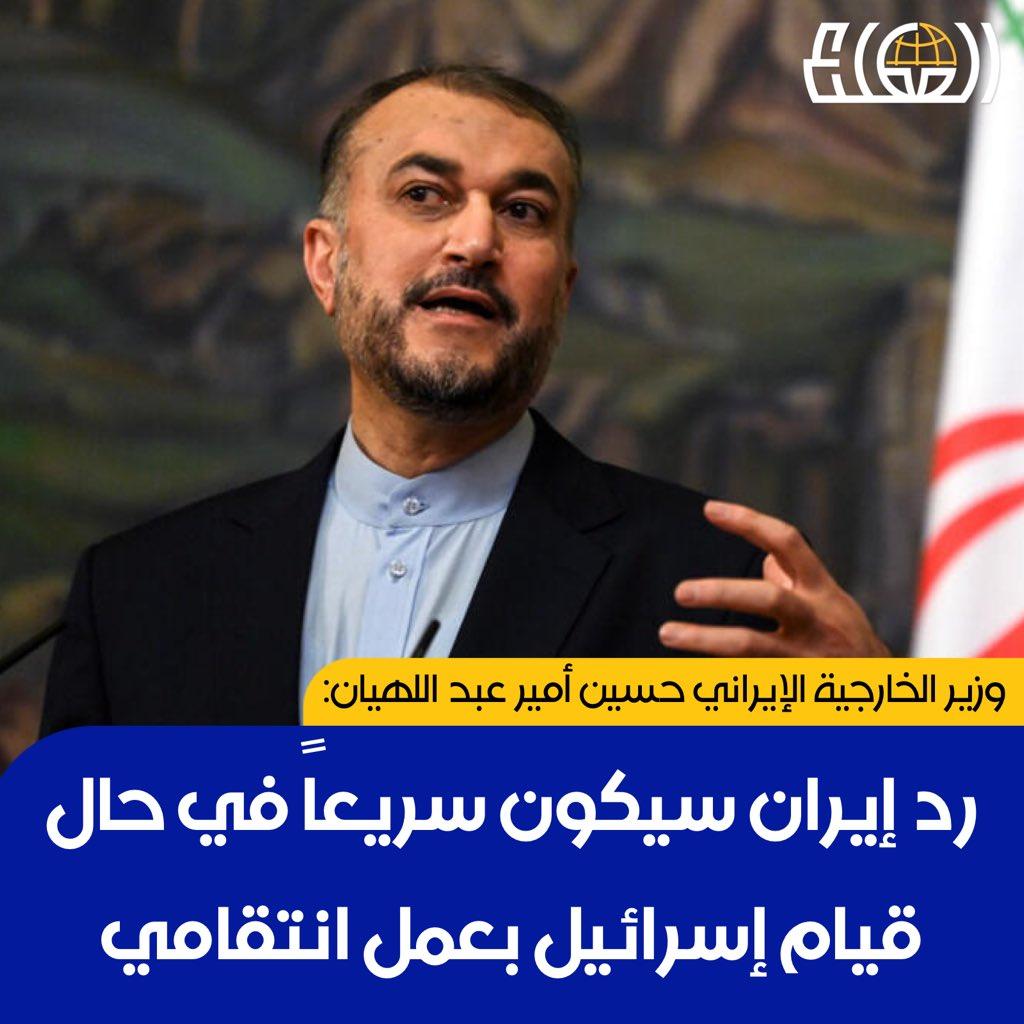 وزير الخارجية الإيراني حسين أمير عبد اللهيان:
رد إيران سيكون سريعاً في حال
قيام إسرائيل بعمل انتقامي